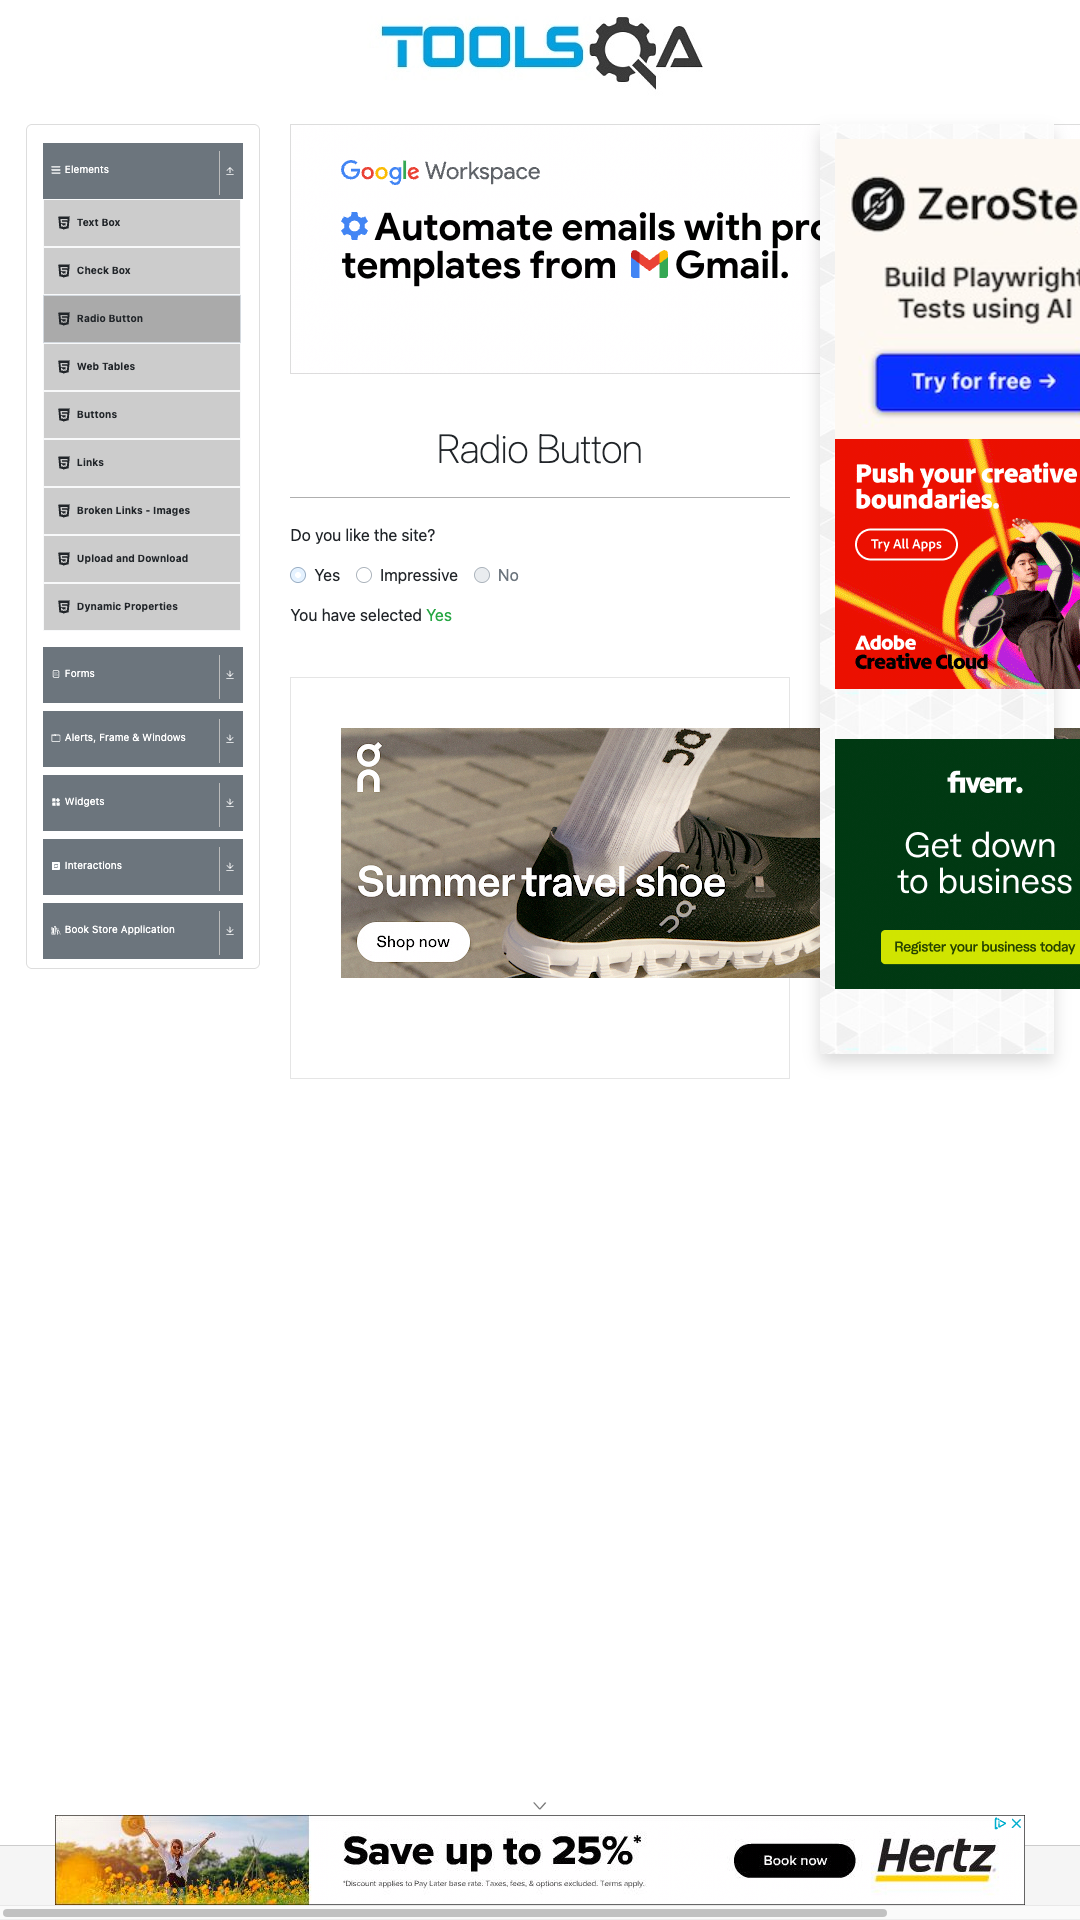 TOOLSQA
Elements
Text Box
Check Box
Radio Button
Web Tables
Buttons
Links
Broken Links - Images
Upload and Download
Dynamic Properties
Forms
Alerts, Frame & Windows
Widgets
Interactions
Book Store Application
Google Workspace
Automate emails with pro
templates from Gmail.
Radio Button
Do you like the site?
Yes Impressive No
You have selected Yes
Summer travel shoe
Shop now
ZeroSte
Build Playwright
Tests using AI
Try for free →
Push your creative
boundaries.
Try All Apps
Adobe
Creative Cloud
fiverr.
Get down
to business
Register your business today
Save up to 25%*
*Discount applies to Pay Later base rate. Taxes, fees, & options excluded. Terms apply.
Book now
Hertz